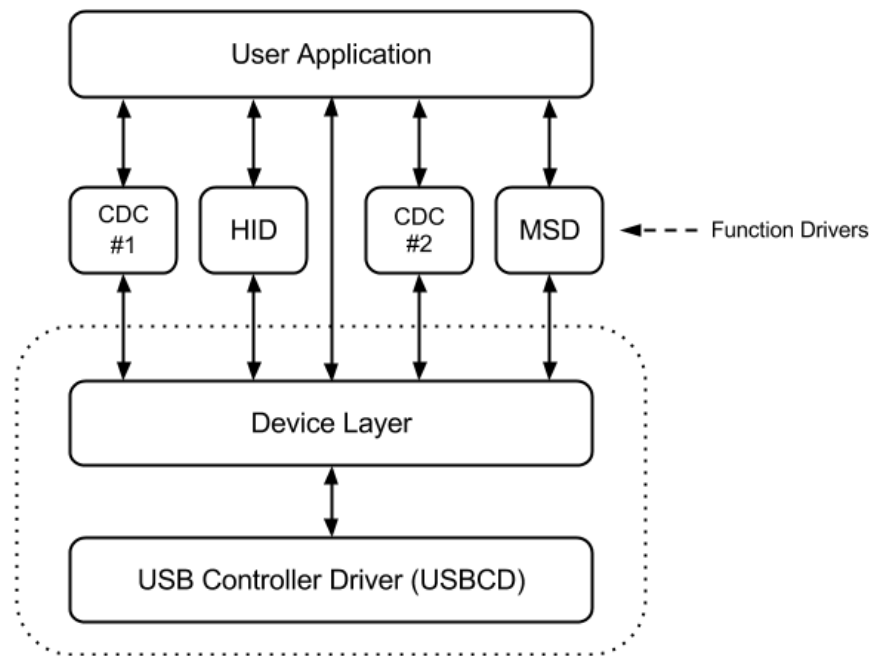 User Application
CDC
#1
HID
CDC
#2
MSD
Function Drivers
Device Layer
USB Controller Driver (USBCD)